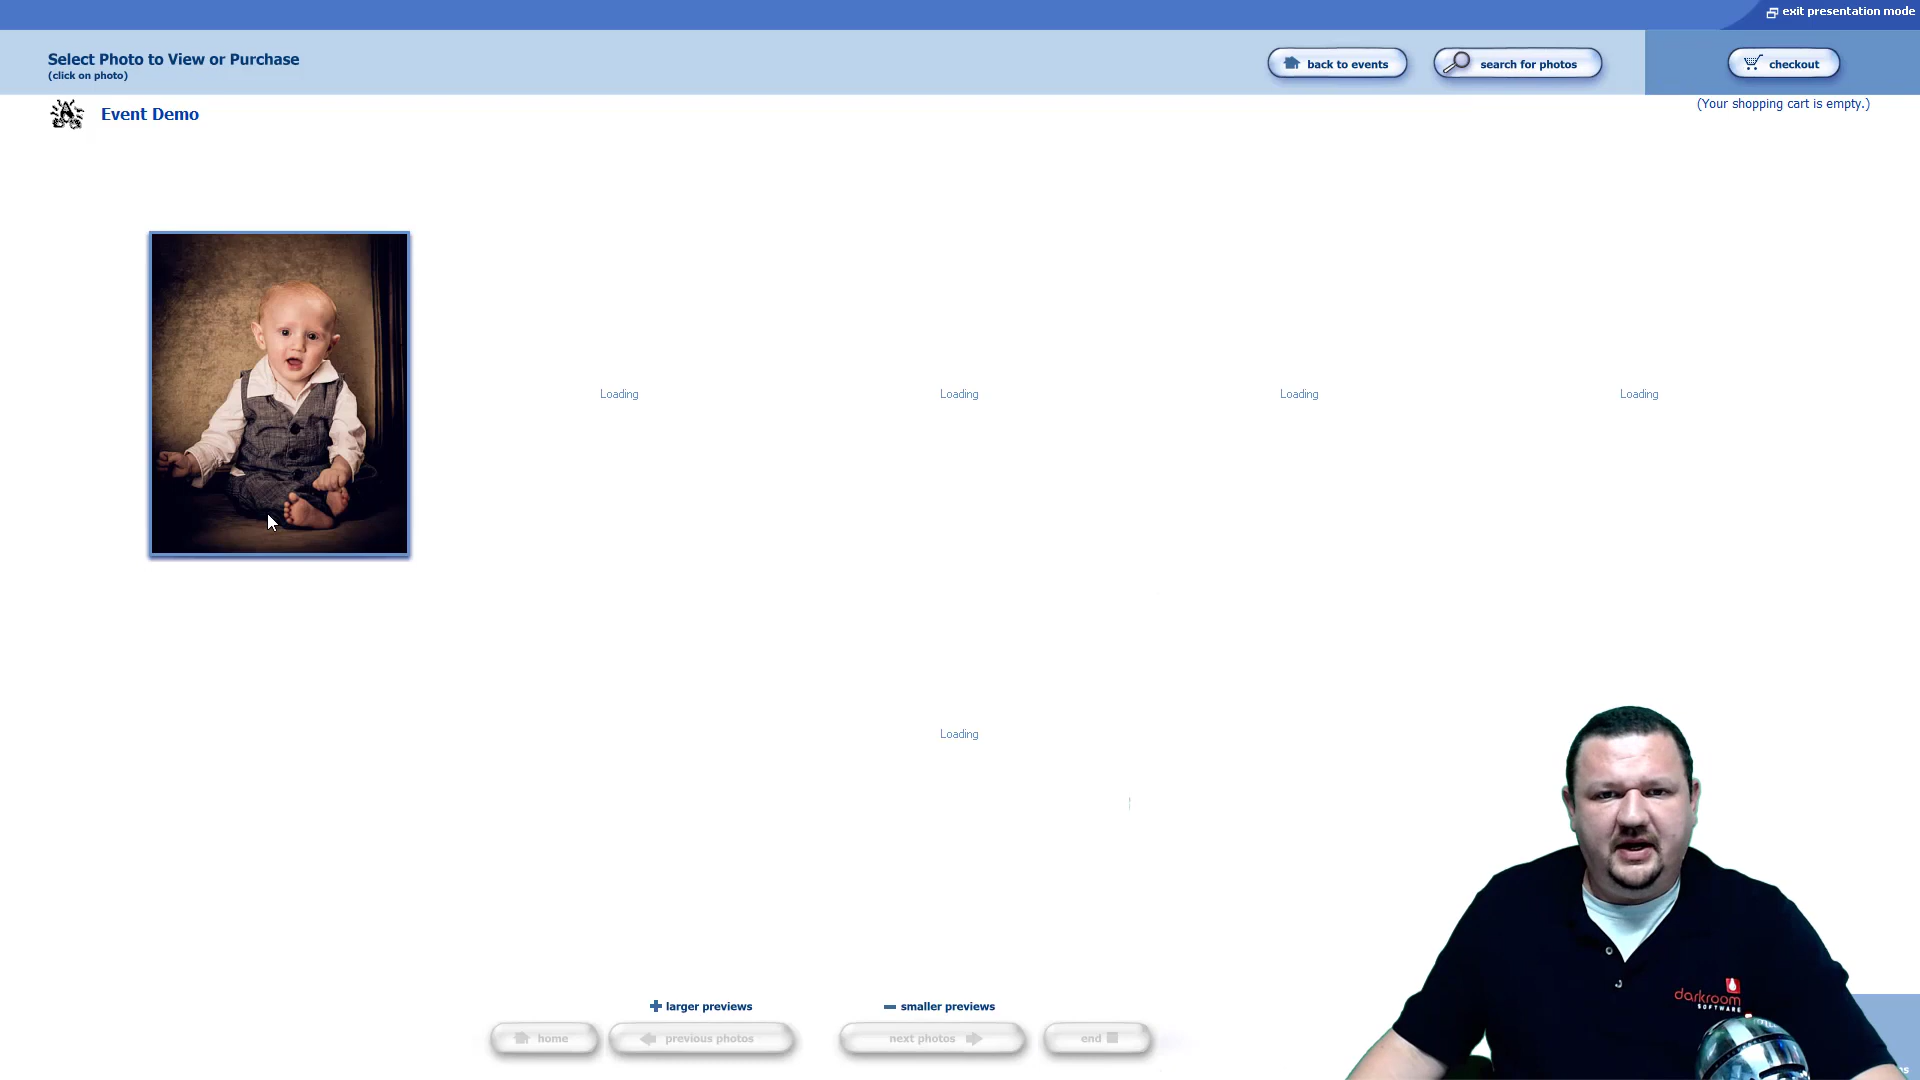 exit presentation mode
Select Photo to View or Purchase
(click on photo)
back to events
search for photos
checkout
Event Demo
(Your shopping cart is empty.)
Loading
Loading
Loading
Loading
Loading
larger previews
smaller previews
home
previous photos
next photos
end
darkroom
SOFTWARE